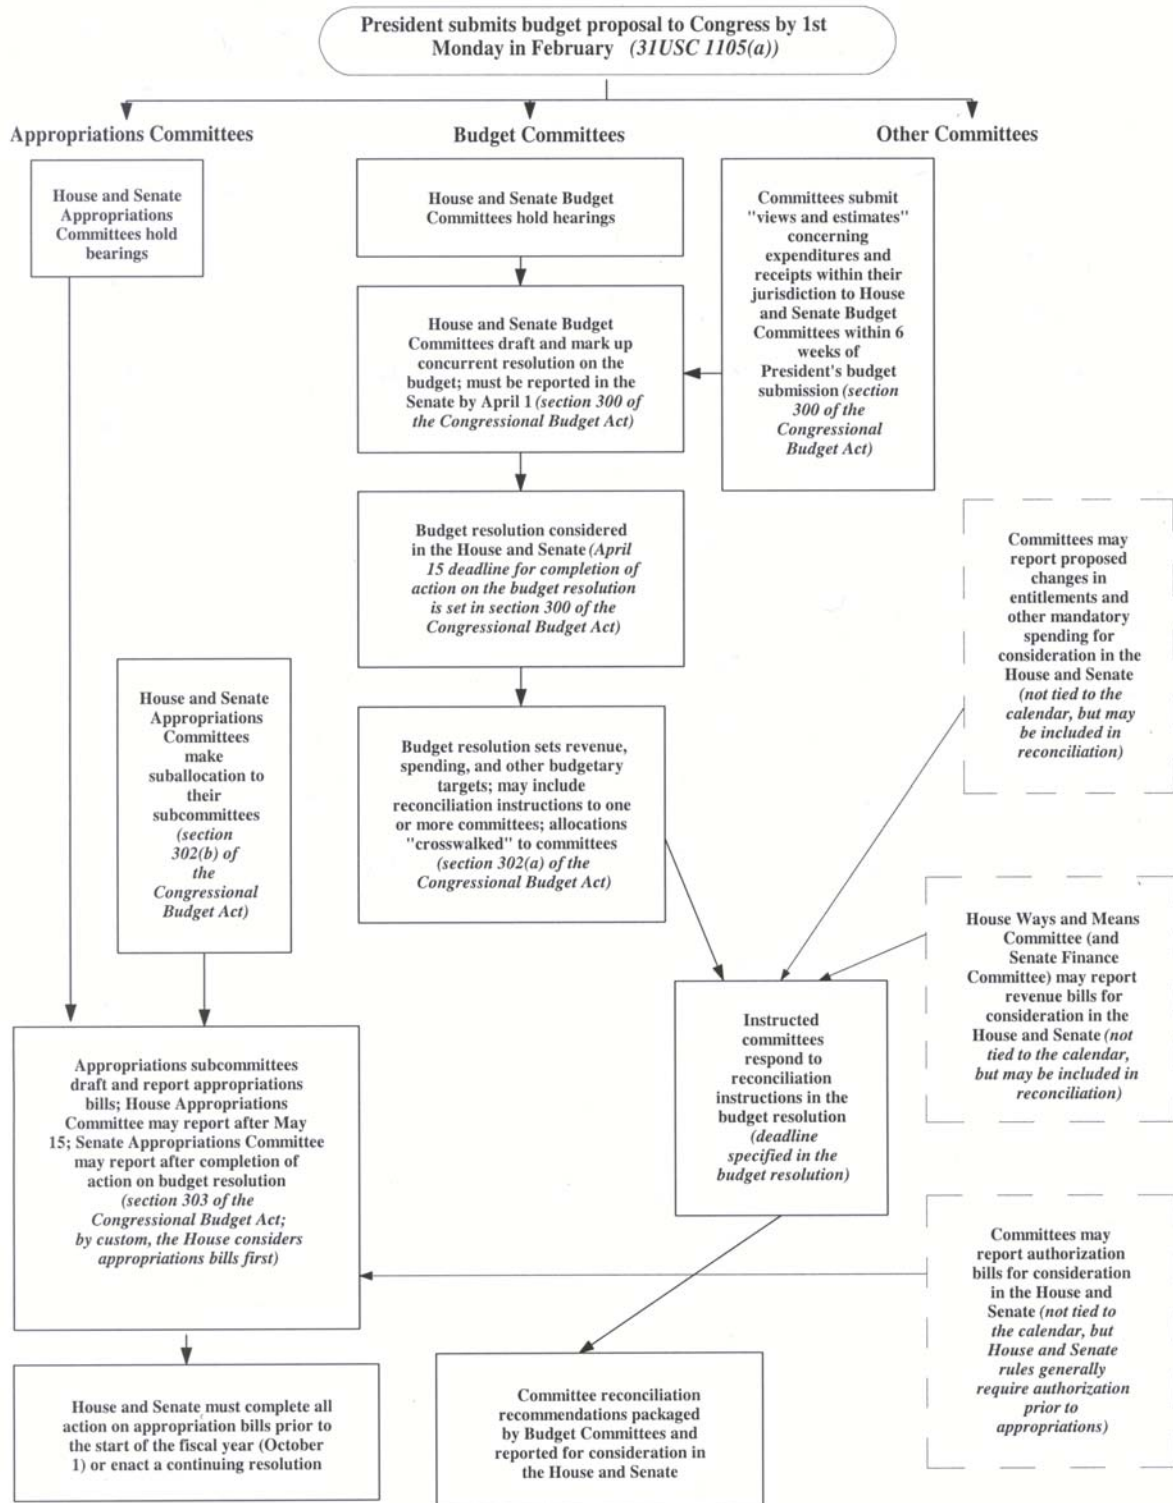 President submits budget proposal to Congress by 1st
Monday in February (31USC 1105(a))
Appropriations Committees
Budget Committees
Other Committees
House and Senate
Appropriations
Committees hold
bearings
House and Senate Budget
Committees hold hearings
Committees submit
"views and estimates"
concerning
expenditures and
receipts within their
jurisdiction to House
and Senate Budget
Committees within 6
weeks of
President's budget
submission (section
300 of the
Congressional
Budget Act)
House and Senate Budget
Committees draft and mark up
concurrent resolution on the
budget; must be reported in the
Senate by April 1 (section 300 of
the Congressional Budget Act)
Budget resolution considered
in the House and Senate (April
15 deadline for completion of
action on the budget resolution
is set in section 300 of the
Congressional Budget Act)
Committees may
report proposed
changes in
entitlements and
other mandatory
spending for
consideration in the
House and Senate
(not tied to the
calendar, but may
be included in
reconciliation)
House and Senate
Appropriations
Committees
make
suballocation to
their
subcommittees
(section
302(b) of
the
Congressional
Budget Act)
Budget resolution sets revenue,
spending, and other budgetary
targets; may include
reconciliation instructions to one
or more committees; allocations
"crosswalked" to committees
(section 302(a) of the
Congressional Budget Act)
House Ways and Means
Committee (and
Senate Finance
Committee) may report
revenue bills for
consideration in the
House and Senate (not
tied to the calendar,
but may be included in
reconciliation)
Instructed
committees
respond to
reconciliation
instructions in the
budget resolution
(deadline
specified in the
budget resolution)
Appropriations subcommittees
draft and report appropriations
bills; House Appropriations
Committee may report after May
15; Senate Appropriations Committee
may report after completion of
action on budget resolution
(section 303 of the
Congressional Budget Act;
by custom, the House considers
appropriations bills first)
Committees may
report authorization
bills for consideration
in the House and
Senate (not tied to
the calendar, but
House and Senate
rules generally
require authorization
prior to
appropriations)
House and Senate must complete all
action on appropriation bills prior to
the start of the fiscal year (October
1) or enact a continuing resolution
Committee reconciliation
recommendations packaged
by Budget Committees and
reported for consideration in
the House and Senate